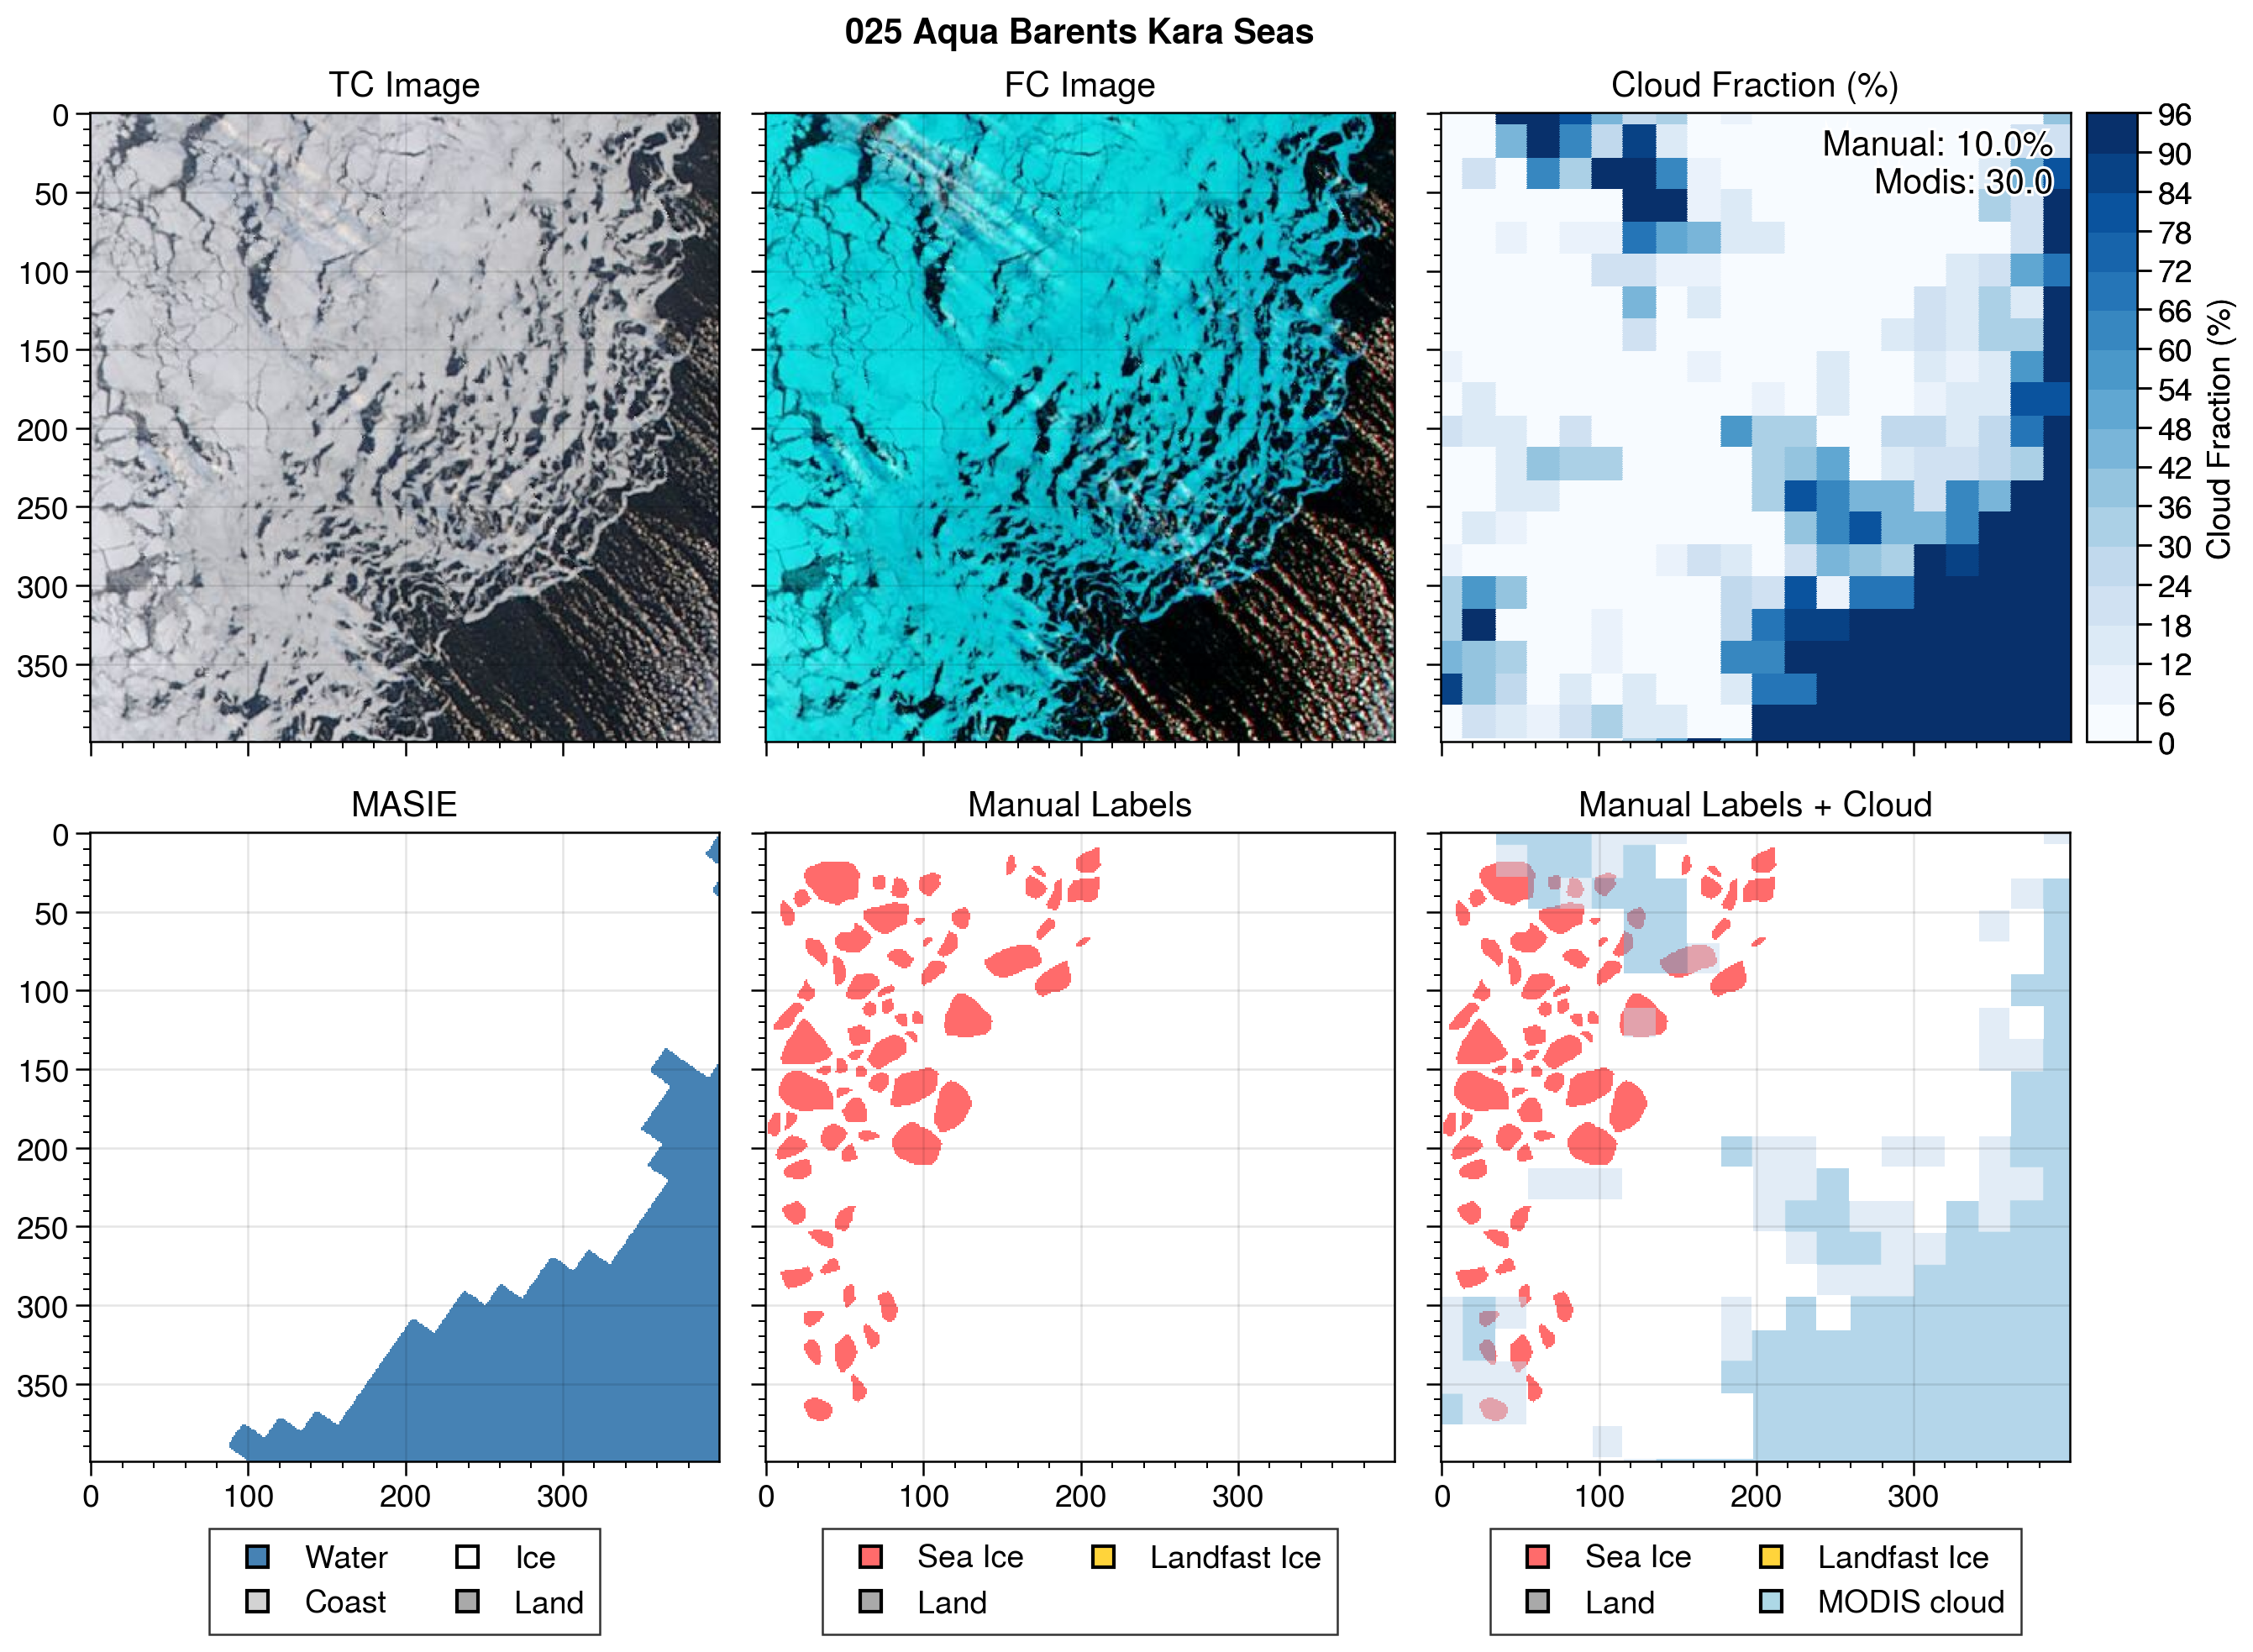 025 Aqua Barents Kara Seas
TC Image
FC Image
Cloud Fraction (%)
0
50
100
150
200
250
300
350
Manual: 10.0%
Modis: 30.0
96
90
84
78
72
66
60
54
48
42
36
30
24
18
12
6
0
Cloud Fraction (%)
MASIE
Manual Labels
Manual Labels + Cloud
0
50
100
150
200
250
300
350
0 100 200 300
0 100 200 300
0 100 200 300
Water Ice
Coast Land
Sea Ice Landfast Ice
Land
Sea Ice Landfast Ice
Land MODIS cloud